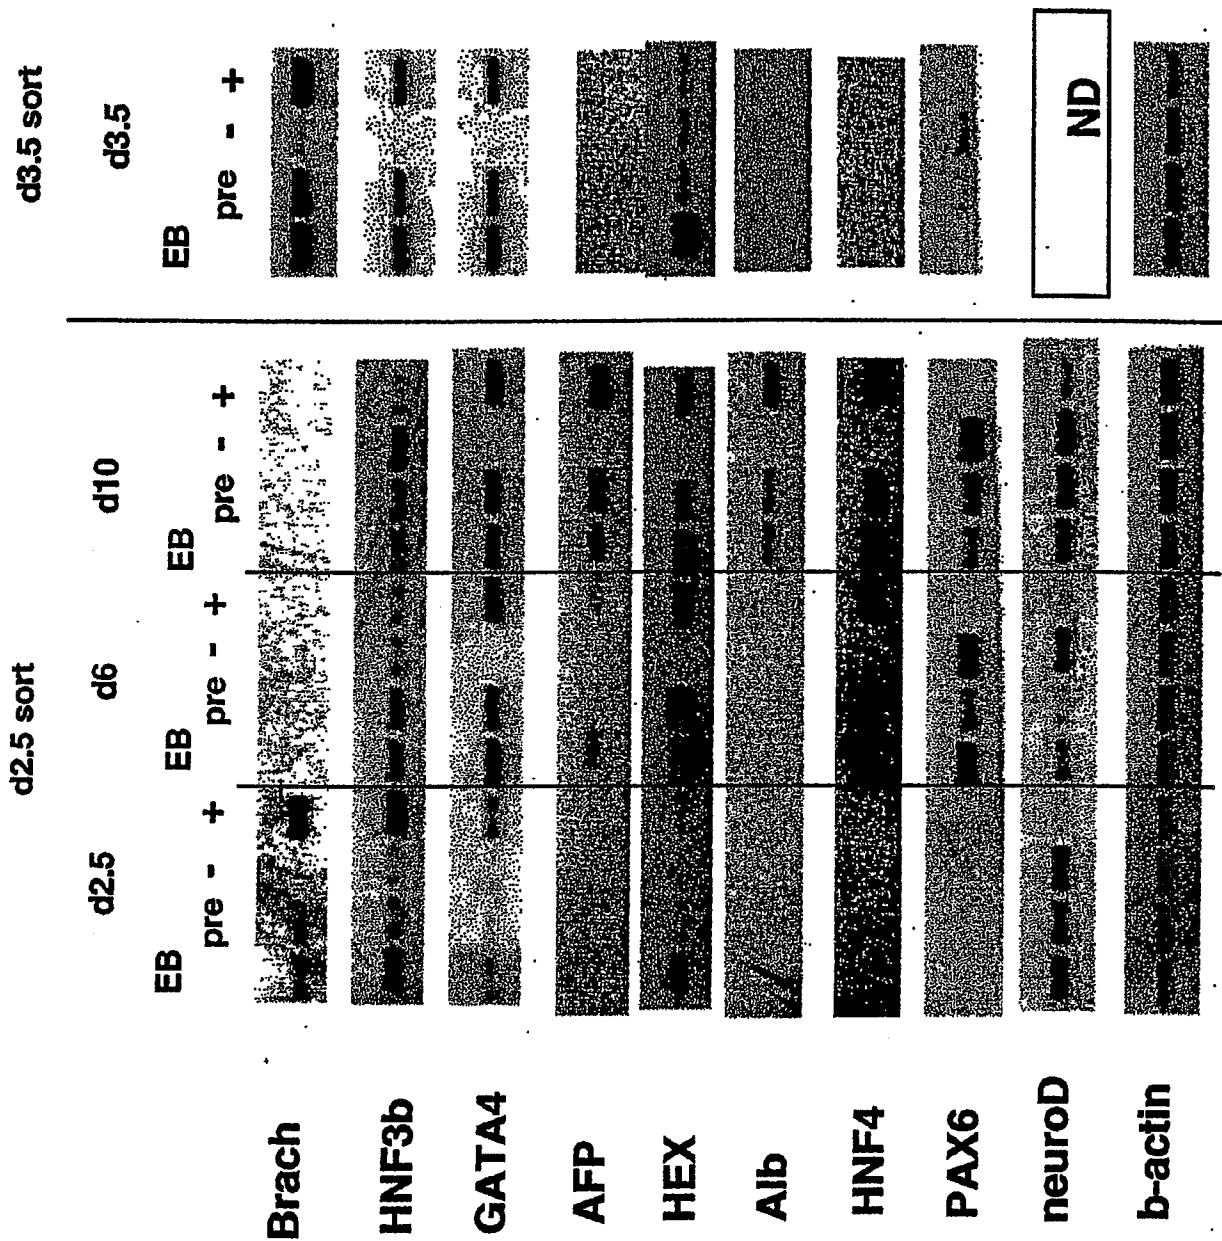 d2.5 sort
d3.5 sort
d2.5
d6
d10
d3.5
EB
EB
EB
EB
pre - +
pre - +
pre - +
pre - +
Brach
HNF3b
GATA4
AFP
HEX
Alb
HNF4
PAX6
neuroD
ND
b-actin